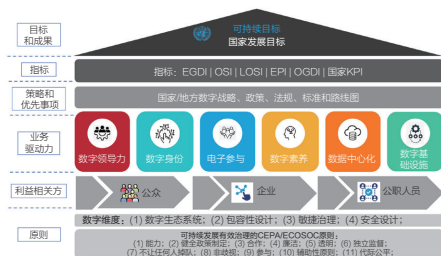 目标
和成果
可持续目标
国家发展目标
指标
指标：EGDI | OSI | LOSI | EPI | OGDI | 国家KPI
策略和
优先事项
国家/地方数字战略、政策、法规、标准和路线图
业务
驱动力
数字领导力
数字身份
电子参与
数字素养
数据中心化
数字基
础设施
利益相关方
公众
企业
公职人员
原则
数字维度：(1) 数字生态系统；(2) 包容性设计；(3) 敏捷治理；(4) 安全设计；
可持续发展有效治理的CEPA/ECOSOC原则：
(1) 能力；(2) 健全政策制定；(3) 合作；(4) 廉洁；(5) 透明；(6) 独立监督；
(7) 不让任何人掉队；(8) 非歧视；(9) 参与；(10) 辅助性原则；(11) 代际公平；